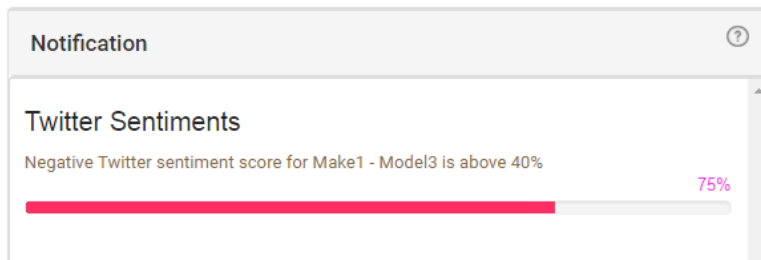 Notification
?
Twitter Sentiments
Negative Twitter sentiment score for Make1 - Model3 is above 40%
75%